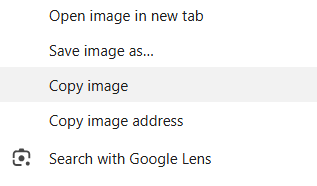 Open image in new tab
Save image as...
Copy image
Copy image address
Search with Google Lens